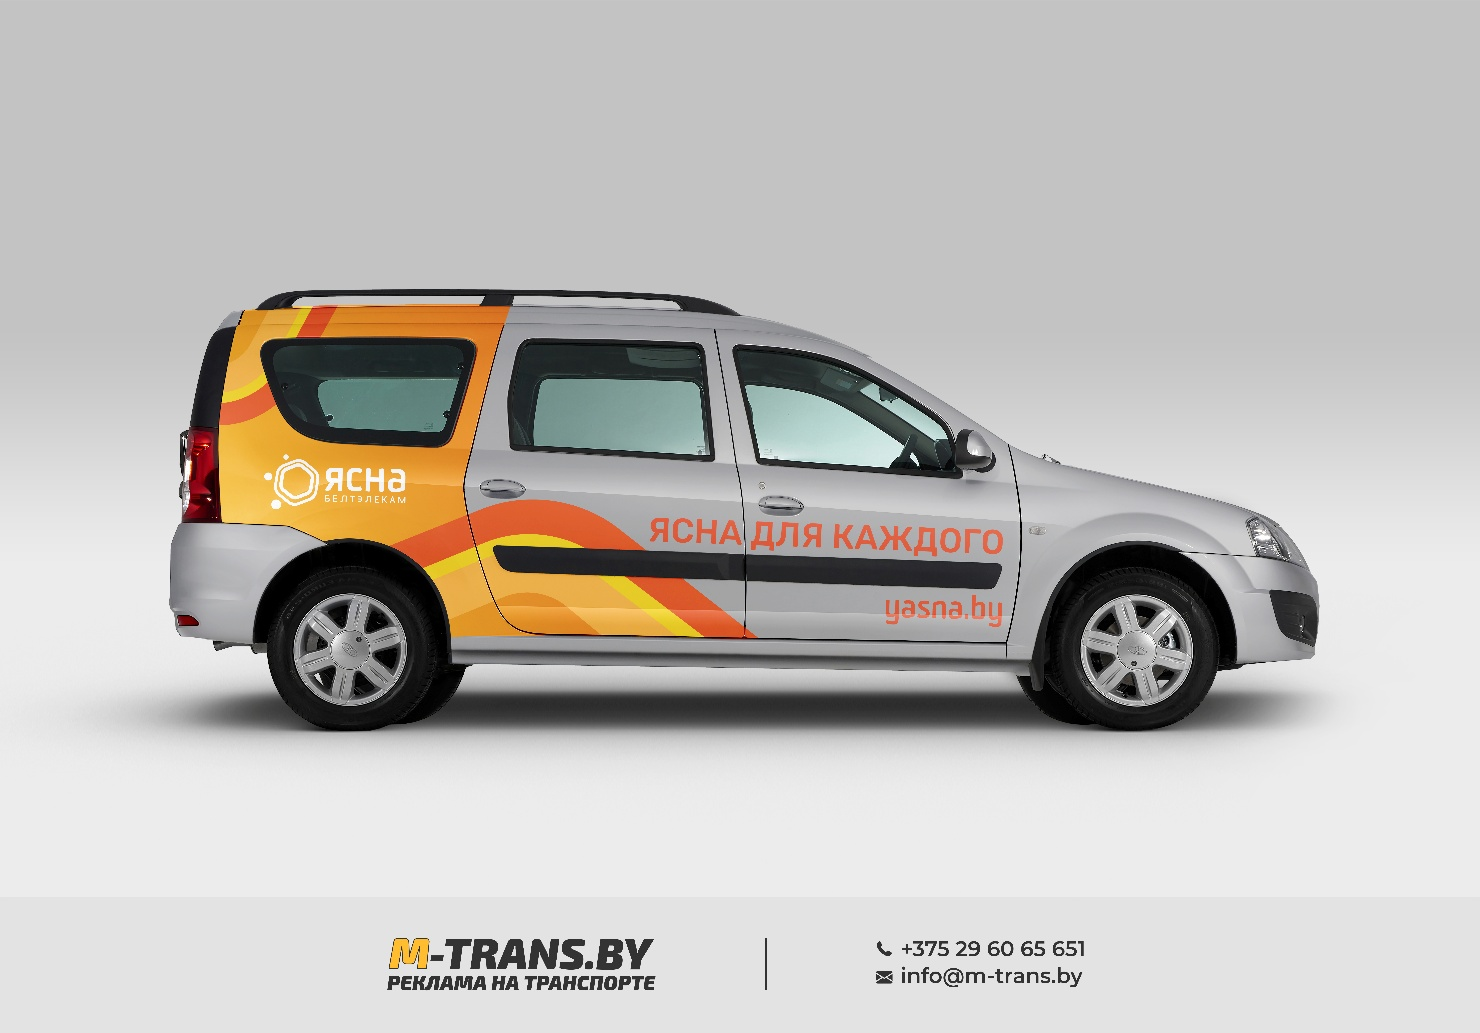 ЯСНА
БЕЛТЭЛЕКАМ
ЯСНА ДЛЯ КАЖДОГО
yasna.by
M-TRANS.BY
РЕКЛАМА НА ТРАНСПОРТЕ
+375 29 60 65 651
info@m-trans.by